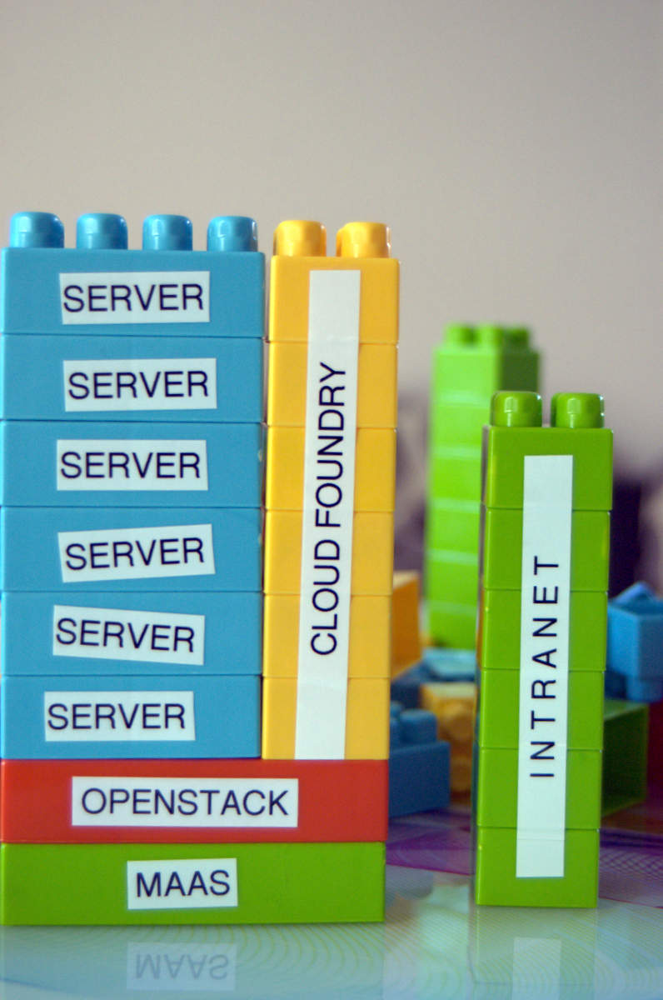 SERVER
SERVER
SERVER
SERVER
SERVER
SERVER
OPENSTACK
MAAS
CLOUD FOUNDRY
INTRANET